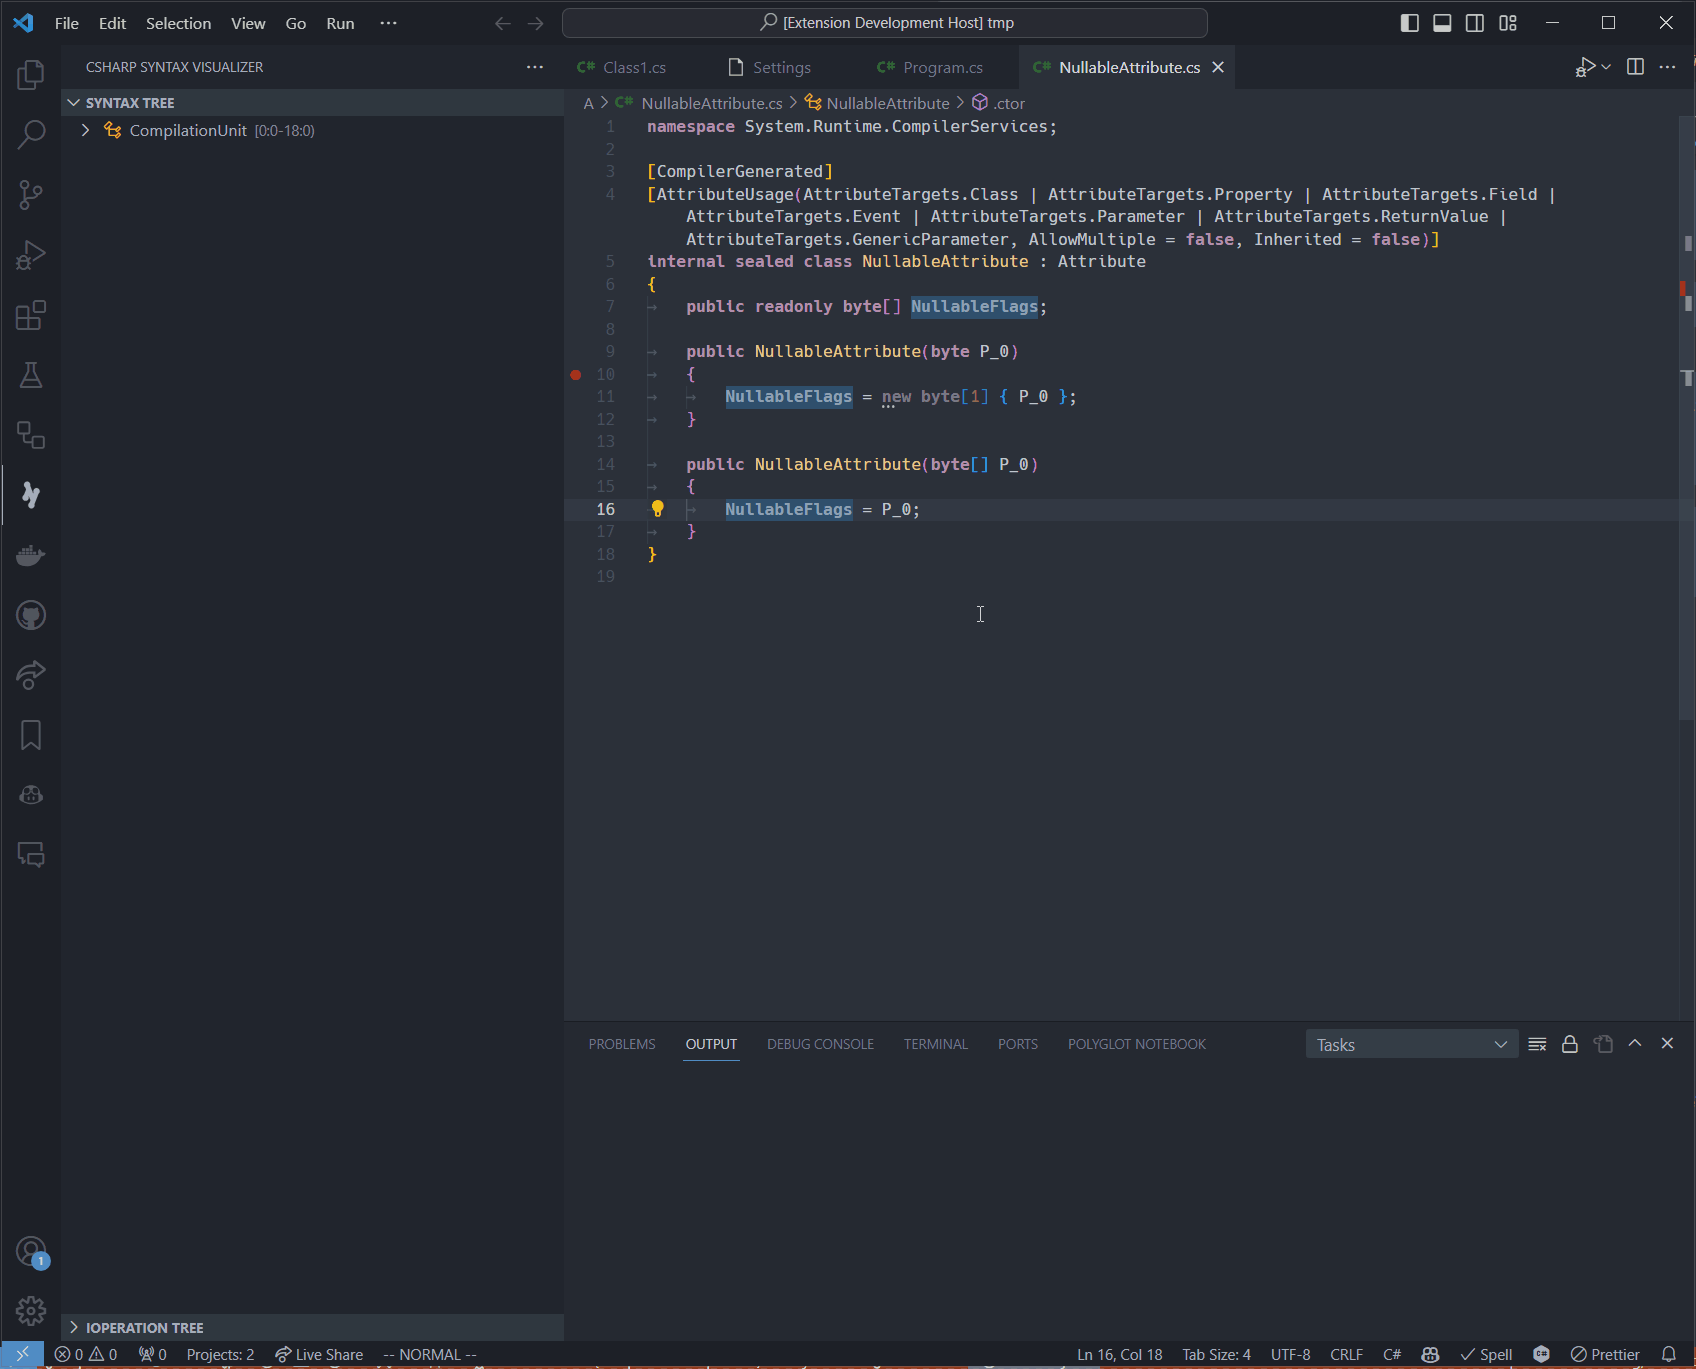 File Edit Selection View Go Run ···
[Extension Development Host] tmp
CSHARP SYNTAX VISUALIZER ···
C# Class1.cs Settings C# Program.cs C# NullableAttribute.cs
SYNTAX TREE
CompilationUnit [0:0-18:0]
A > C# NullableAttribute.cs > NullableAttribute > .ctor
1 namespace System.Runtime.CompilerServices;
2
3 [CompilerGenerated]
4 [AttributeUsage(AttributeTargets.Class | AttributeTargets.Property | AttributeTargets.Field |
AttributeTargets.Event | AttributeTargets.Parameter | AttributeTargets.ReturnValue |
AttributeTargets.GenericParameter, AllowMultiple = false, Inherited = false)]
5 internal sealed class NullableAttribute : Attribute
6 {
7 public readonly byte[] NullableFlags;
8
9 public NullableAttribute(byte P_0)
10 {
11 NullableFlags = new byte[1] { P_0 };
12 }
13
14 public NullableAttribute(byte[] P_0)
15 {
16 NullableFlags = P_0;
17 }
18 }
19
PROBLEMS OUTPUT DEBUG CONSOLE TERMINAL PORTS POLYGLOT NOTEBOOK
Tasks
1
IOPERATION TREE
0 0 0 Projects: 2 Live Share -- NORMAL -- Ln 16, Col 18 Tab Size: 4 UTF-8 CRLF C# Spell C# Prettier